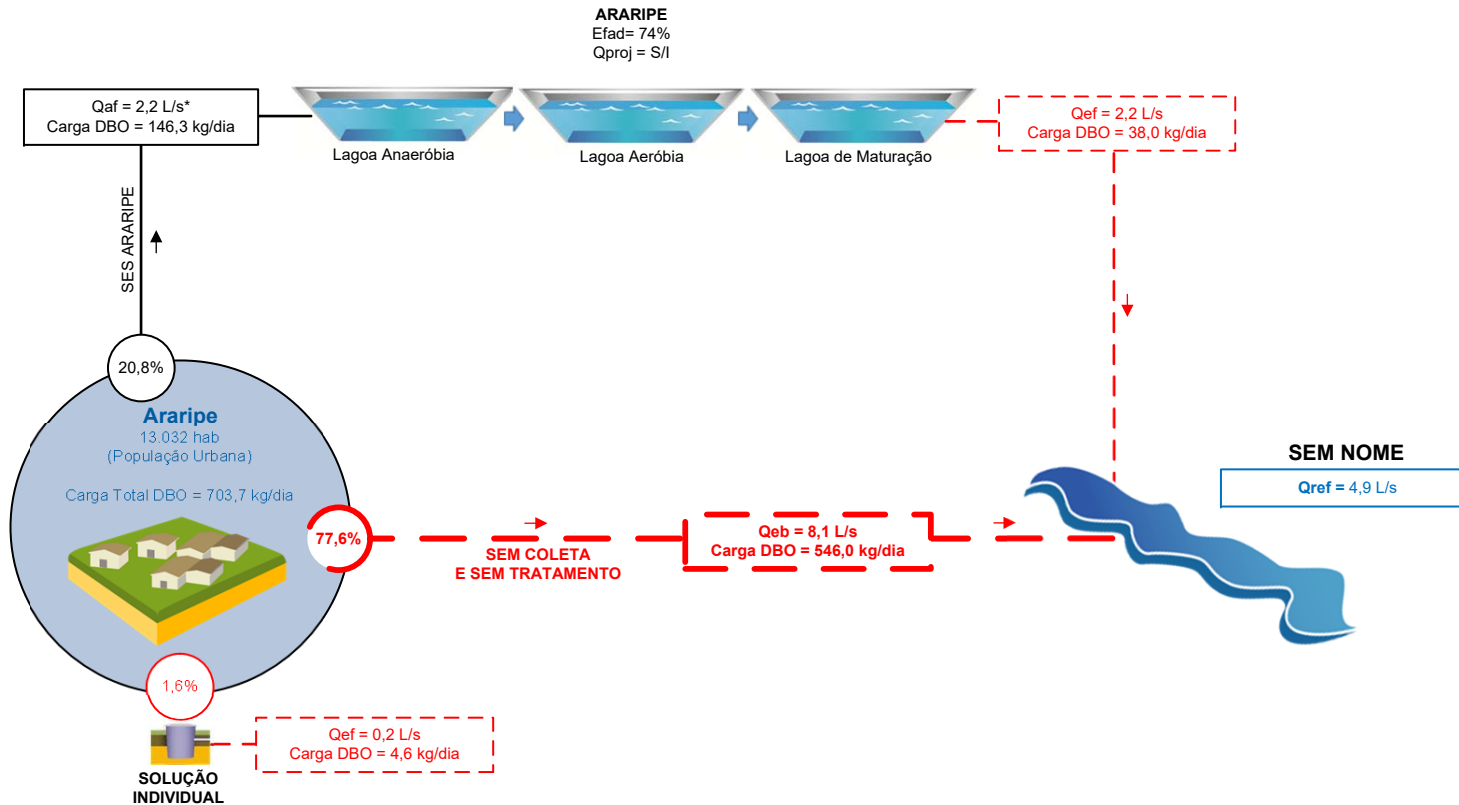 ARARIPE
Efad= 74%
Qproj = S/I
Qaf = 2,2 L/s*
Carga DBO = 146,3 kg/dia
Lagoa Anaeróbia
Lagoa Aeróbia
Lagoa de Maturação
Qef = 2,2 L/s
Carga DBO = 38,0 kg/dia
SES ARARIPE
20,8%
Araripe
13.032 hab
(População Urbana)
Carga Total DBO = 703,7 kg/dia
77,6%
SEM COLETA
E SEM TRATAMENTO
Qeb = 8,1 L/s
Carga DBO = 546,0 kg/dia
SEM NOME
Qref = 4,9 L/s
1,6%
Qef = 0,2 L/s
Carga DBO = 4,6 kg/dia
SOLUÇÃO
INDIVIDUAL